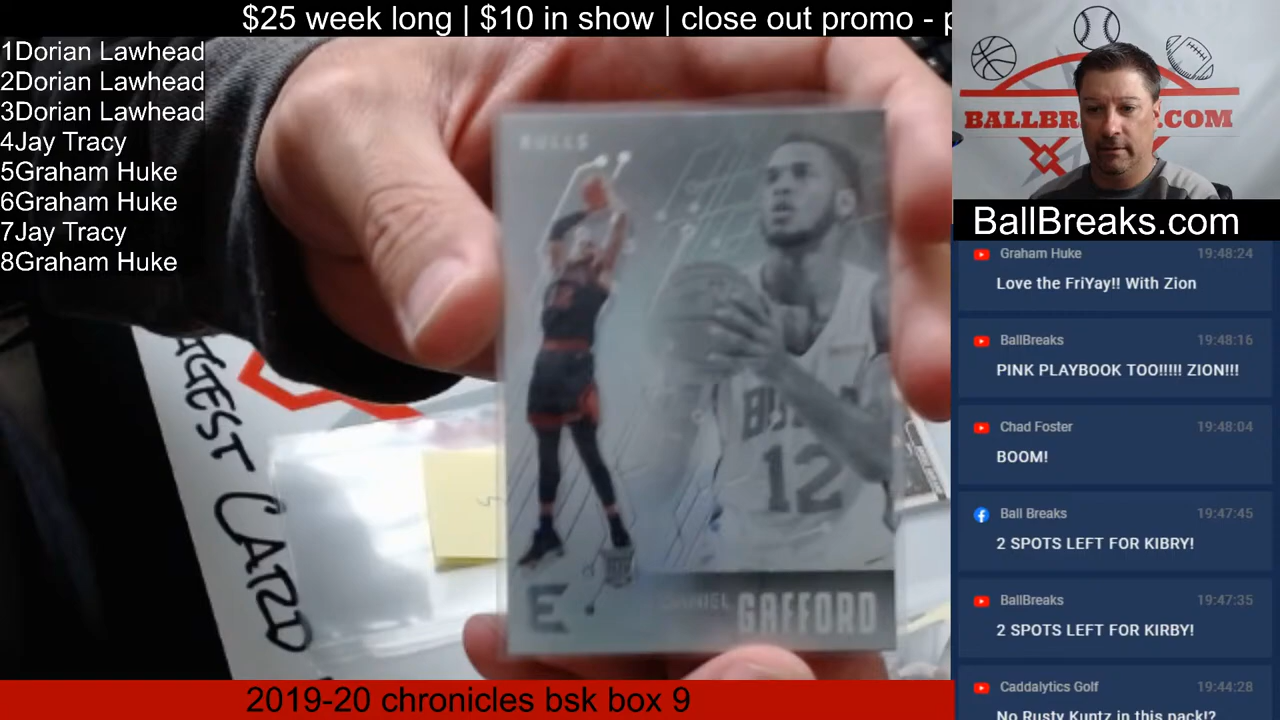 $25 week long | $10 in show | close out promo - p
1Dorian Lawhead
2Dorian Lawhead
3Dorian Lawhead
4Jay Tracy
5Graham Huke
6Graham Huke
7Jay Tracy
8Graham Huke
BULLS
BULLS
12
E
DANIEL GAFFORD
CARD
2019-20 chronicles bsk box 9
BALLBR .COM
BallBreaks.com
Graham Huke 19:48:24
Love the FriYay!! With Zion
BallBreaks 19:48:16
PINK PLAYBOOK TOO!!!!! ZION!!!
Chad Foster 19:48:04
BOOM!
Ball Breaks 19:47:45
2 SPOTS LEFT FOR KIBRY!
BallBreaks 19:47:35
2 SPOTS LEFT FOR KIRBY!
Caddalytics Golf 19:44:28
No Rusty Kuntz in this pack!?